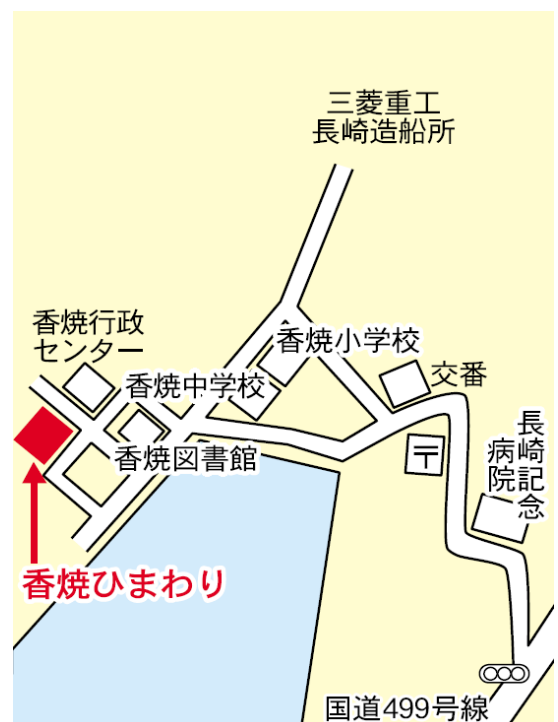 三菱重工
長崎造船所
香焼行政
センター
香焼小学校
交番
香焼中学校
香焼図書館
〒
長崎記念
病院
香焼ひまわり
国道499号線